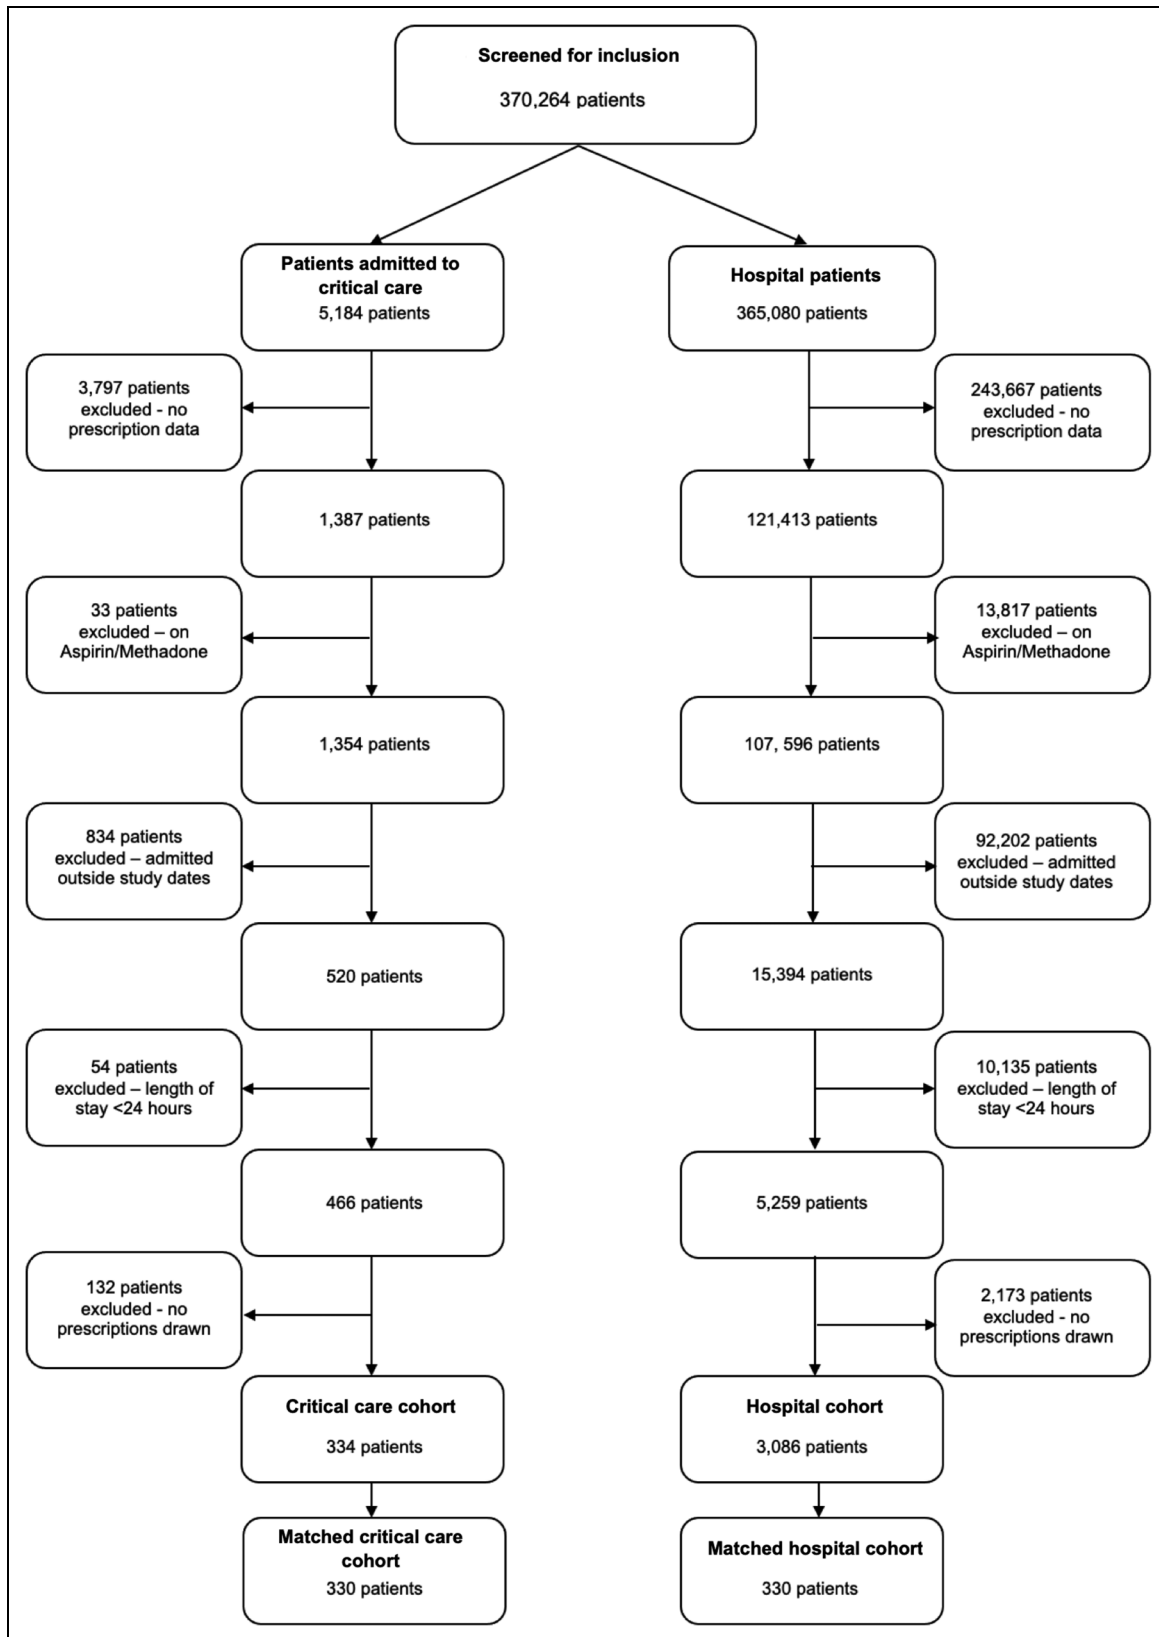 Screened for inclusion
370,264 patients
Patients admitted to
critical care
5,184 patients
Hospital patients
365,080 patients
3,797 patients
excluded - no
prescription data
243,667 patients
excluded - no
prescription data
1,387 patients
121,413 patients
33 patients
excluded – on
Aspirin/Methadone
13,817 patients
excluded – on
Aspirin/Methadone
1,354 patients
107, 596 patients
834 patients
excluded – admitted
outside study dates
92,202 patients
excluded – admitted
outside study dates
520 patients
15,394 patients
54 patients
excluded – length of
stay <24 hours
10,135 patients
excluded – length of
stay <24 hours
466 patients
5,259 patients
132 patients
excluded - no
prescriptions drawn
2,173 patients
excluded - no
prescriptions drawn
Critical care cohort
334 patients
Hospital cohort
3,086 patients
Matched critical care
cohort
330 patients
Matched hospital cohort
330 patients